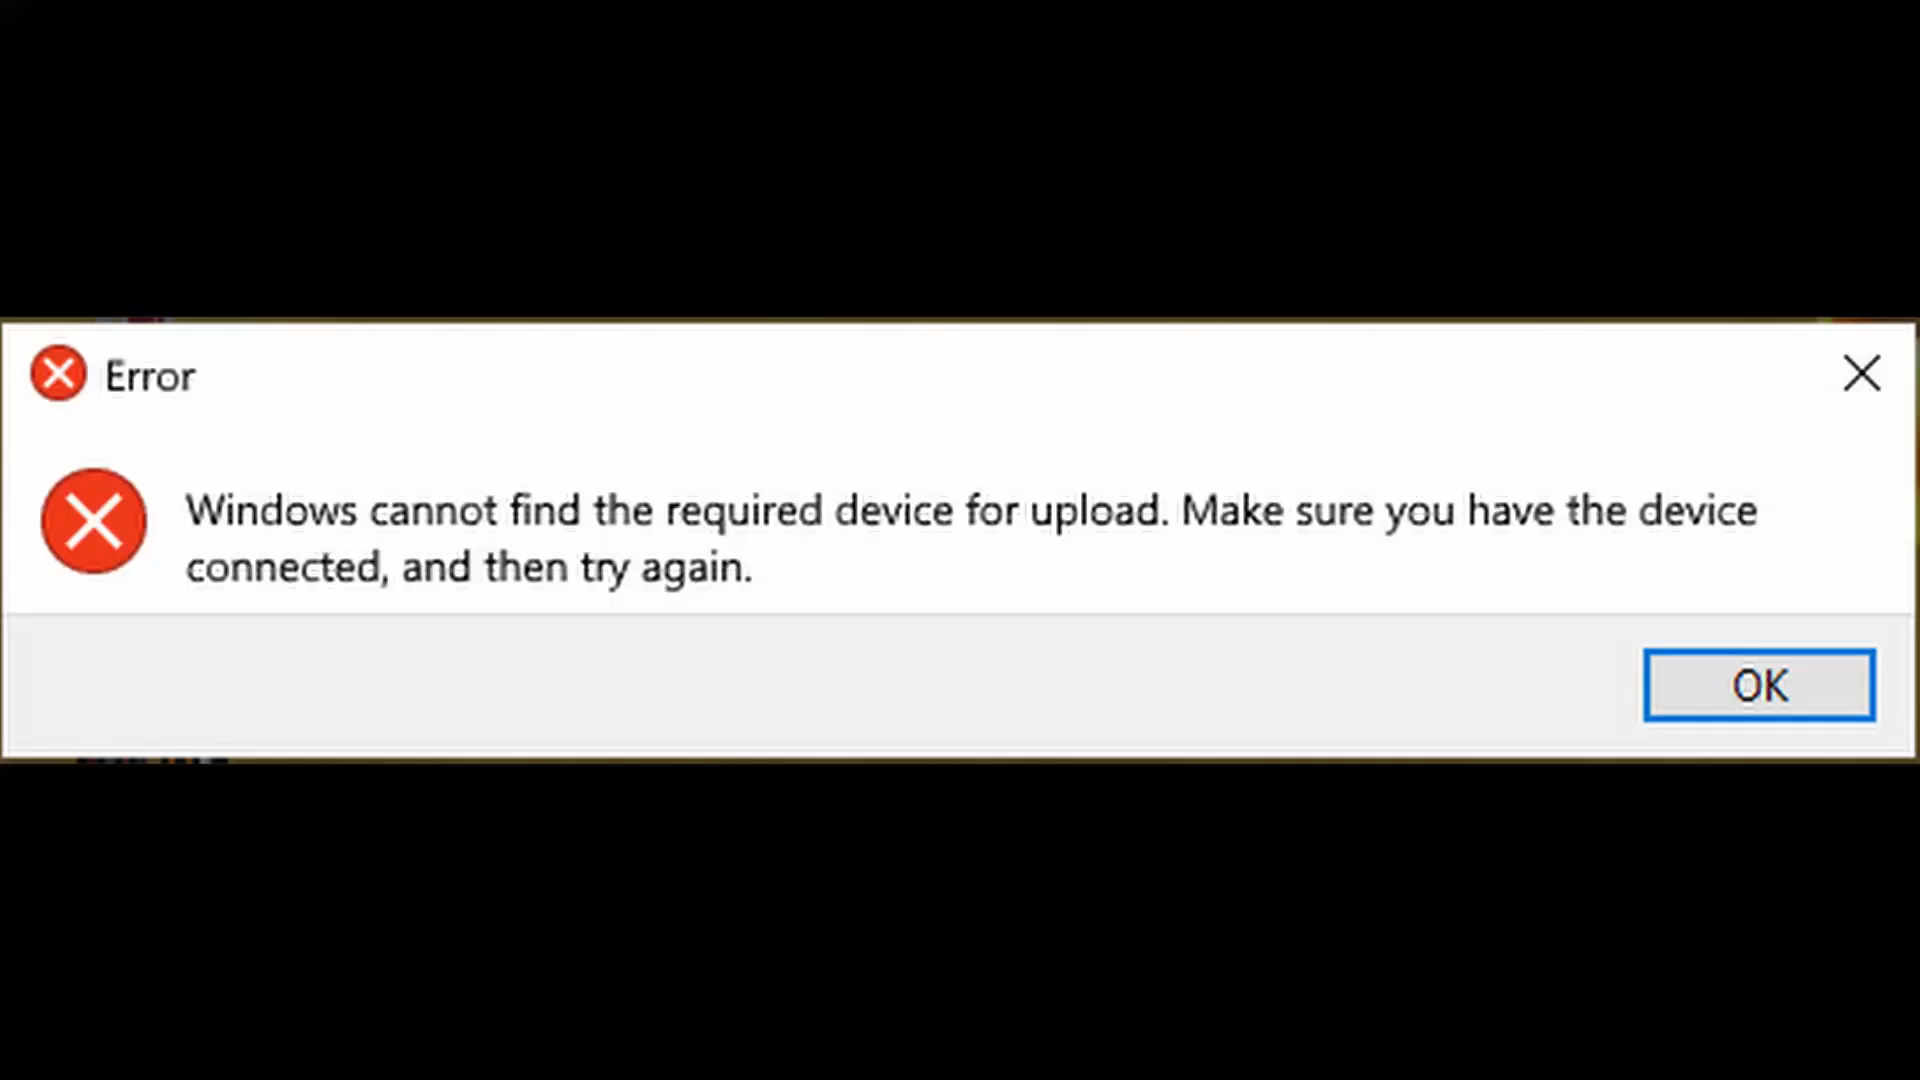 Error
Windows cannot find the required device for upload. Make sure you have the device
connected, and then try again.
OK